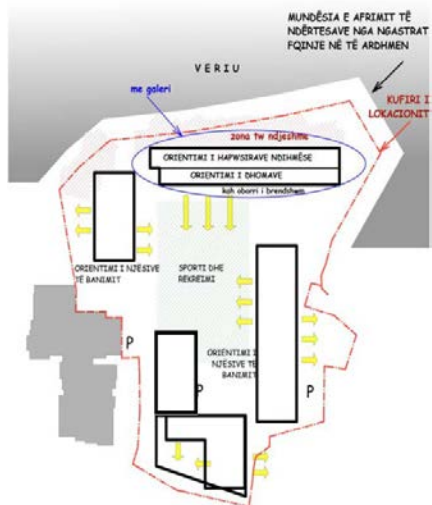 MUNDËSIA E AFRIMIT TË
NDËRTESAVE NGA NGASTRAT
FQINJE NË TË ARDHMEN
VERIU
me galeri
KUFIRI I
LOKACIONIT
zona tw ndjeshme
ORIENTIMI I HAPWSIRAVE NDIHMËSE
ORIENTIMI I DHOMAVE
kah oborri i brendshem
ORIENTIMI I NJËSIVE
TË BANIMIT
SPORTI DHE
REKREIMI
P
ORIENTIMI I
NJËSIVE TË
BANIMIT
P
P